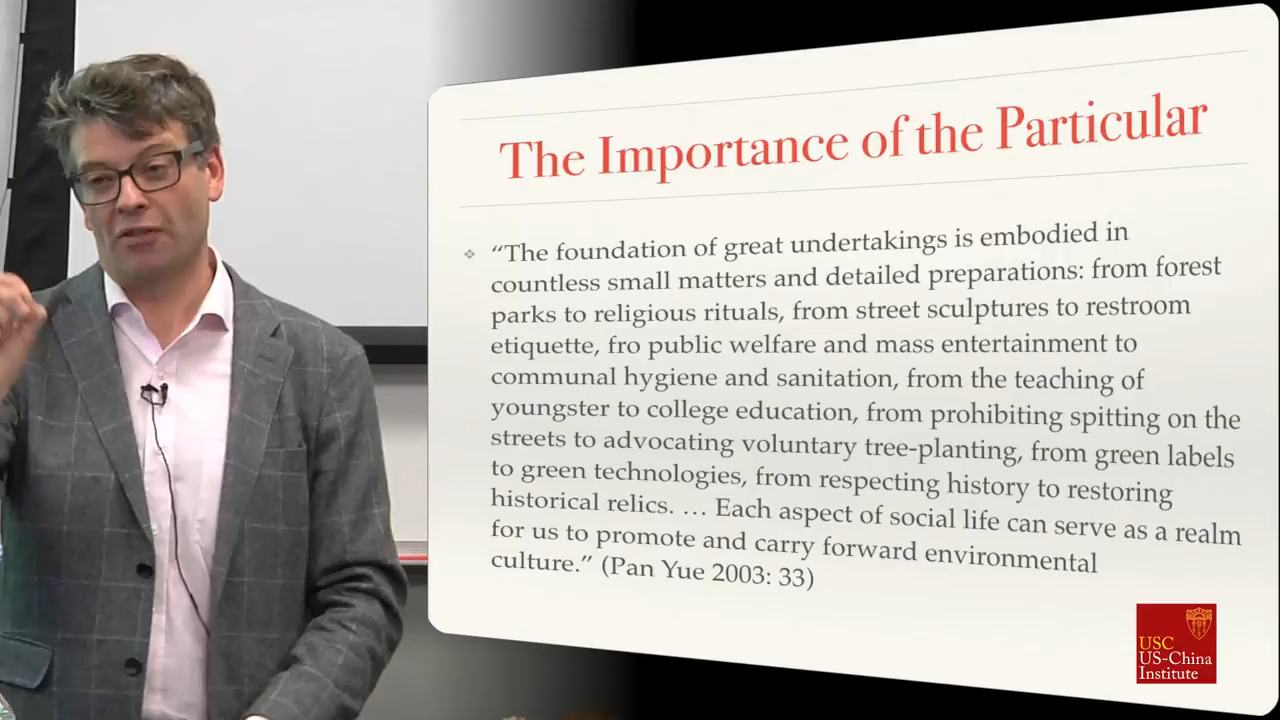 The Importance of the Particular
“The foundation of great undertakings is embodied in
countless small matters and detailed preparations: from forest
parks to religious rituals, from street sculptures to restroom
etiquette, fro public welfare and mass entertainment to
communal hygiene and sanitation, from the teaching of
youngster to college education, from prohibiting spitting on the
streets to advocating voluntary tree-planting, from green labels
to green technologies, from respecting history to restoring
historical relics. … Each aspect of social life can serve as a realm
for us to promote and carry forward environmental
culture.” (Pan Yue 2003: 33)
USC
US-China
Institute